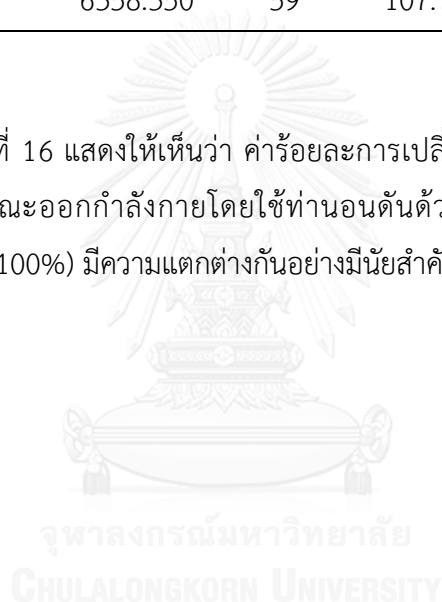 59
ที่ 16 แสดงให้เห็นว่า ค่าร้อยละการเปลี่
ณะออกกำลังกายโดยใช้ท่านอนดันด้ว
100%) มีความแตกต่างกันอย่างมีนัยสำคั
จุฬาลงกรณ์มหาวิทยาลัย
CHULALONGKORN UNIVERSITY